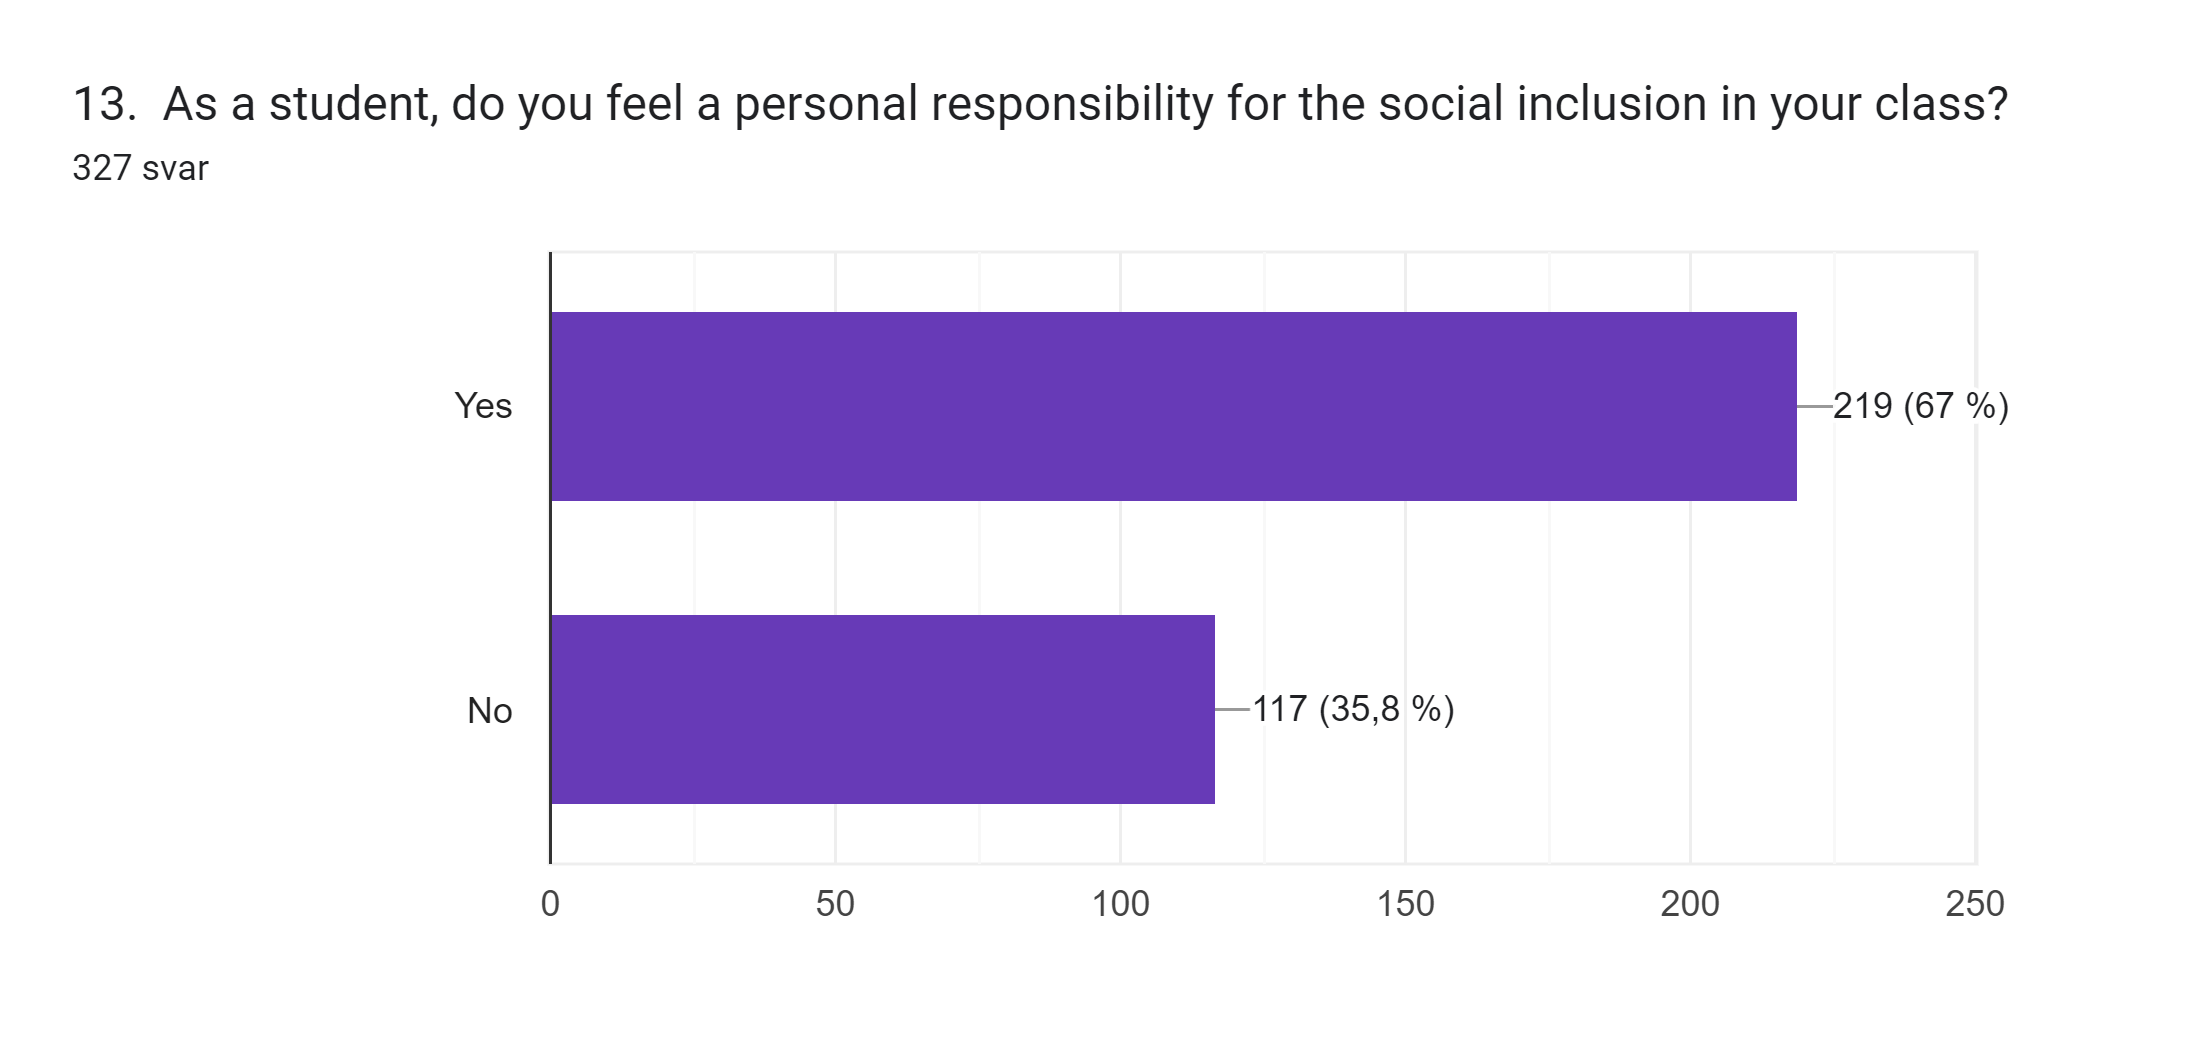 13.  As a student, do you feel a personal responsibility for the social inclusion in your class?
327 svar
Yes
219 (67 %)
No
117 (35,8 %)
0 50 100 150 200 250